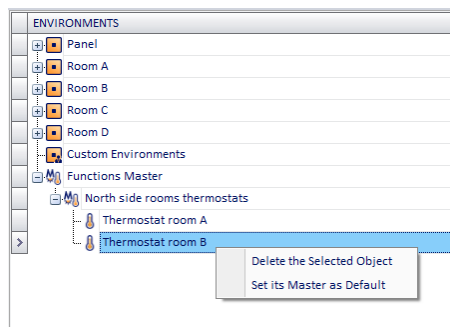 ENVIRONMENTS
Panel
Room A
Room B
Room C
Room D
Custom Environments
Functions Master
North side rooms thermostats
Thermostat room A
Thermostat room B
Delete the Selected Object
Set its Master as Default